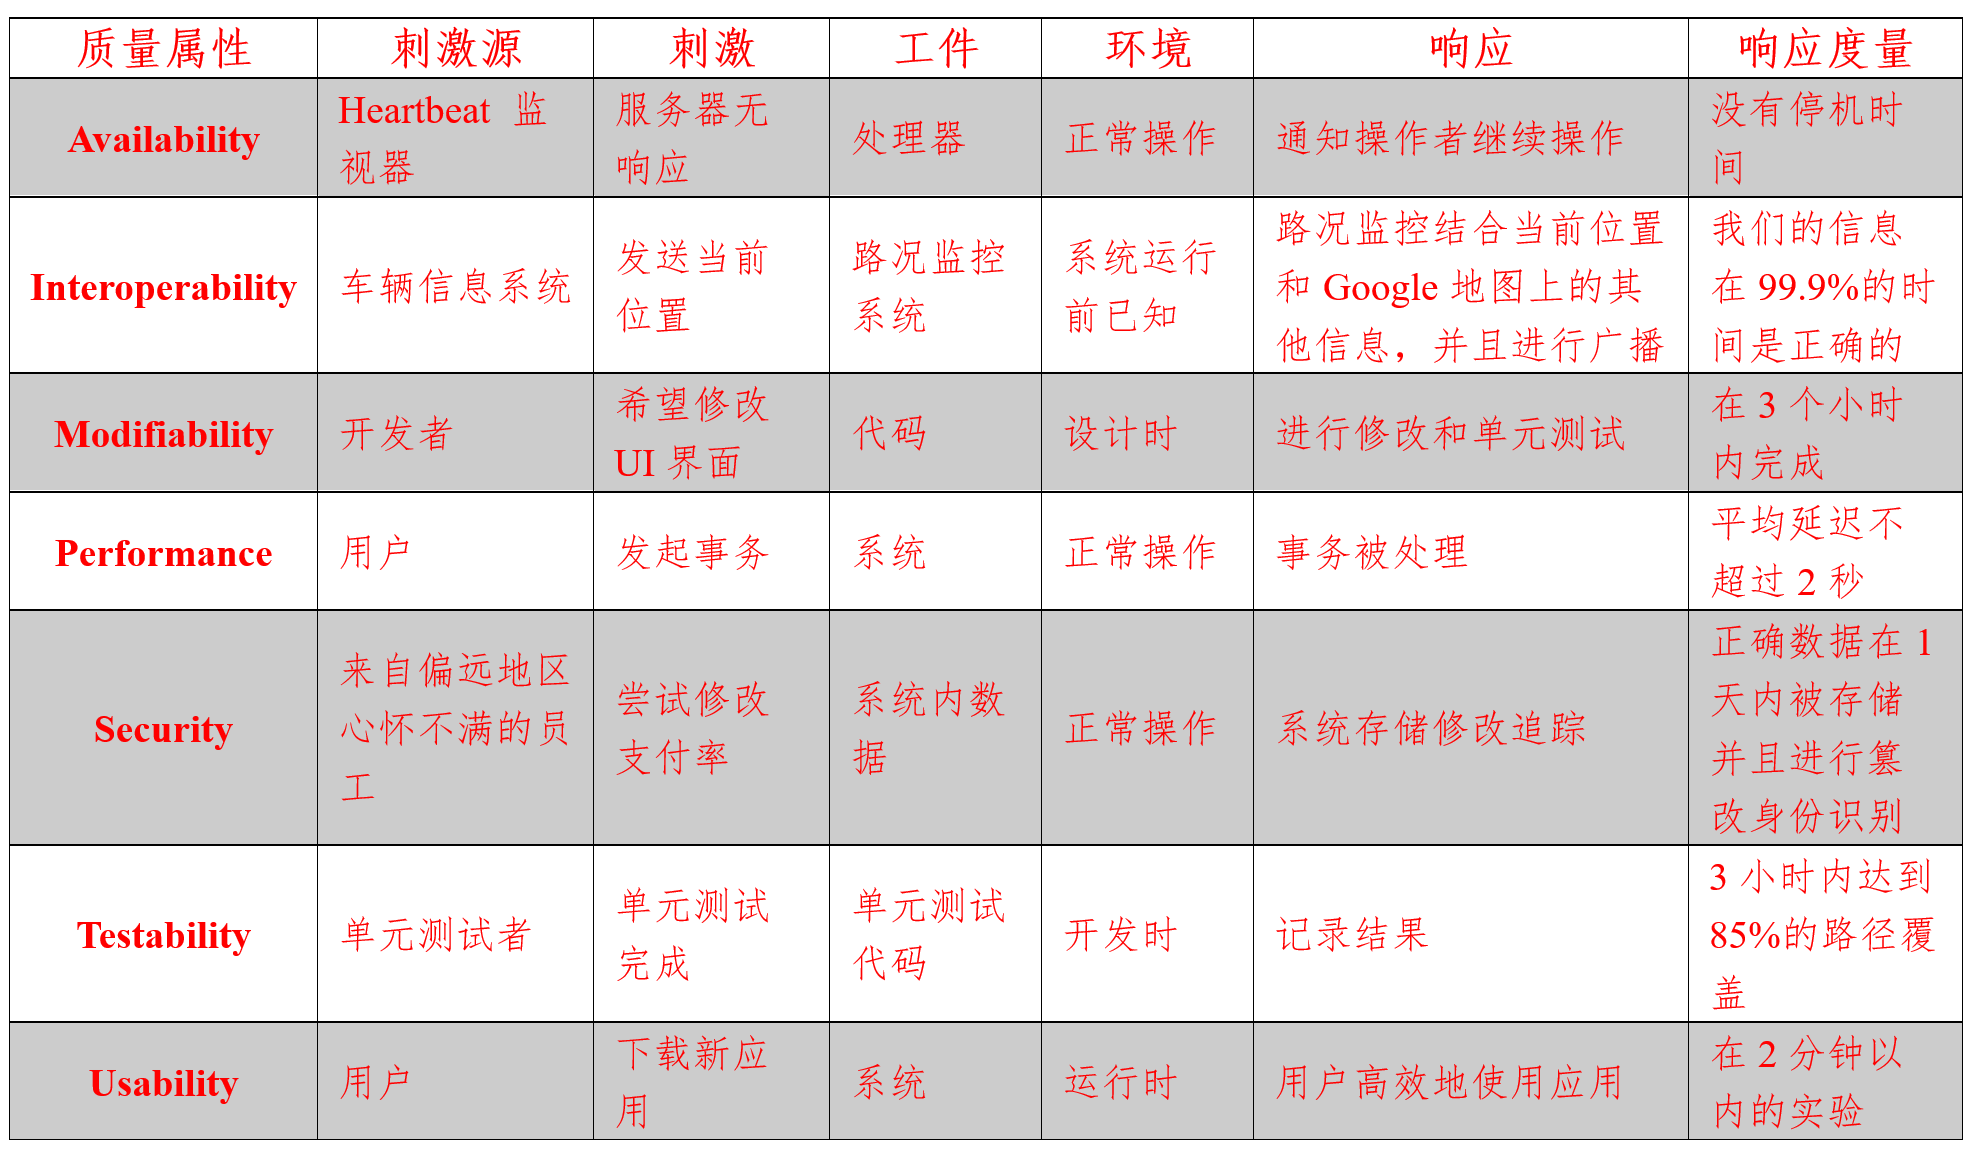 质量属性 刺激源 刺激 工件 环境 响应 响应度量
Availability
Heartbeat 监
视器
服务器无
响应
处理器
正常操作
通知操作者继续操作
没有停机时
间
Interoperability
车辆信息系统
发送当前
位置
路况监控
系统
系统运行
前已知
路况监控结合当前位置
和 Google 地图上的其
他信息，并且进行广播
我们的信息
在 99.9%的时
间是正确的
Modifiability
开发者
希望修改
UI 界面
代码
设计时
进行修改和单元测试
在 3 个小时
内完成
Performance
用户
发起事务
系统
正常操作
事务被处理
平均延迟不
超过 2 秒
Security
来自偏远地区
心怀不满的员
工
尝试修改
支付率
系统内数
据
正常操作
系统存储修改追踪
正确数据在 1
天内被存储
并且进行篡
改身份识别
Testability
单元测试者
单元测试
完成
单元测试
代码
开发时
记录结果
3 小时内达到
85%的路径覆
盖
Usability
用户
下载新应
用
系统
运行时
用户高效地使用应用
在 2 分钟以
内的实验